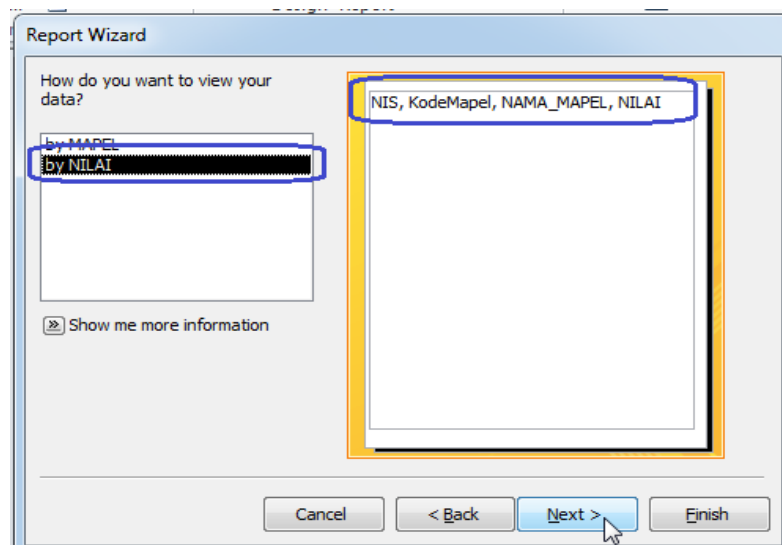 Report Wizard
How do you want to view your
data?
by MAPEL
by NILAI
Show me more information
NIS, KodeMapel, NAMA_MAPEL, NILAI
Cancel
< Back
Next >
Finish